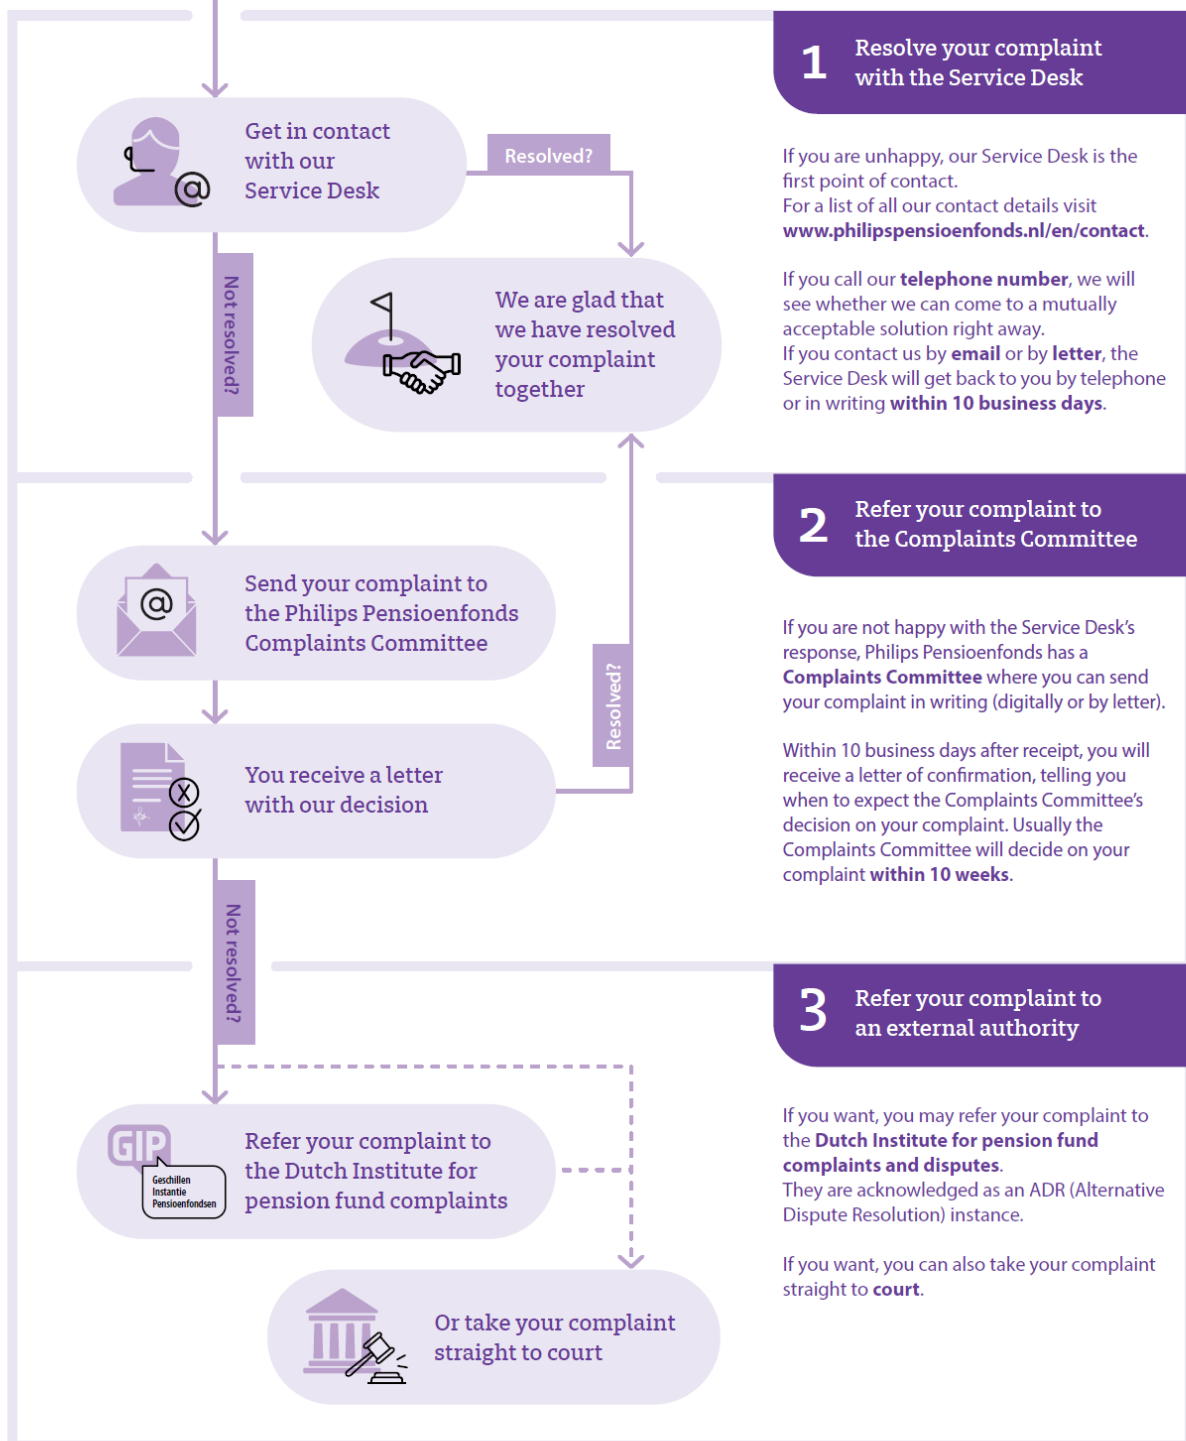 1
Resolve your complaint
with the Service Desk
Get in contact
with our
Service Desk
@
Resolved?
Not resolved?
We are glad that
we have resolved
your complaint
together
If you are unhappy, our Service Desk is the
first point of contact.
For a list of all our contact details visit
www.philipspensioenfonds.nl/en/contact.
If you call our telephone number, we will
see whether we can come to a mutually
acceptable solution right away.
If you contact us by email or by letter, the
Service Desk will get back to you by telephone
or in writing within 10 business days.
2
Refer your complaint to
the Complaints Committee
@
Send your complaint to
the Philips Pensioenfonds
Complaints Committee
Resolved?
You receive a letter
with our decision
Not resolved?
If you are not happy with the Service Desk's
response, Philips Pensioenfonds has a
Complaints Committee where you can send
your complaint in writing (digitally or by letter).
Within 10 business days after receipt, you will
receive a letter of confirmation, telling you
when to expect the Complaints Committee's
decision on your complaint. Usually the
Complaints Committee will decide on your
complaint within 10 weeks.
3
Refer your complaint to
an external authority
GIP
Geschillen
Instantie
Pensioenfondsen
Refer your complaint to
the Dutch Institute for
pension fund complaints
Or take your complaint
straight to court
If you want, you may refer your complaint to
the Dutch Institute for pension fund
complaints and disputes.
They are acknowledged as an ADR (Alternative
Dispute Resolution) instance.
If you want, you can also take your complaint
straight to court.